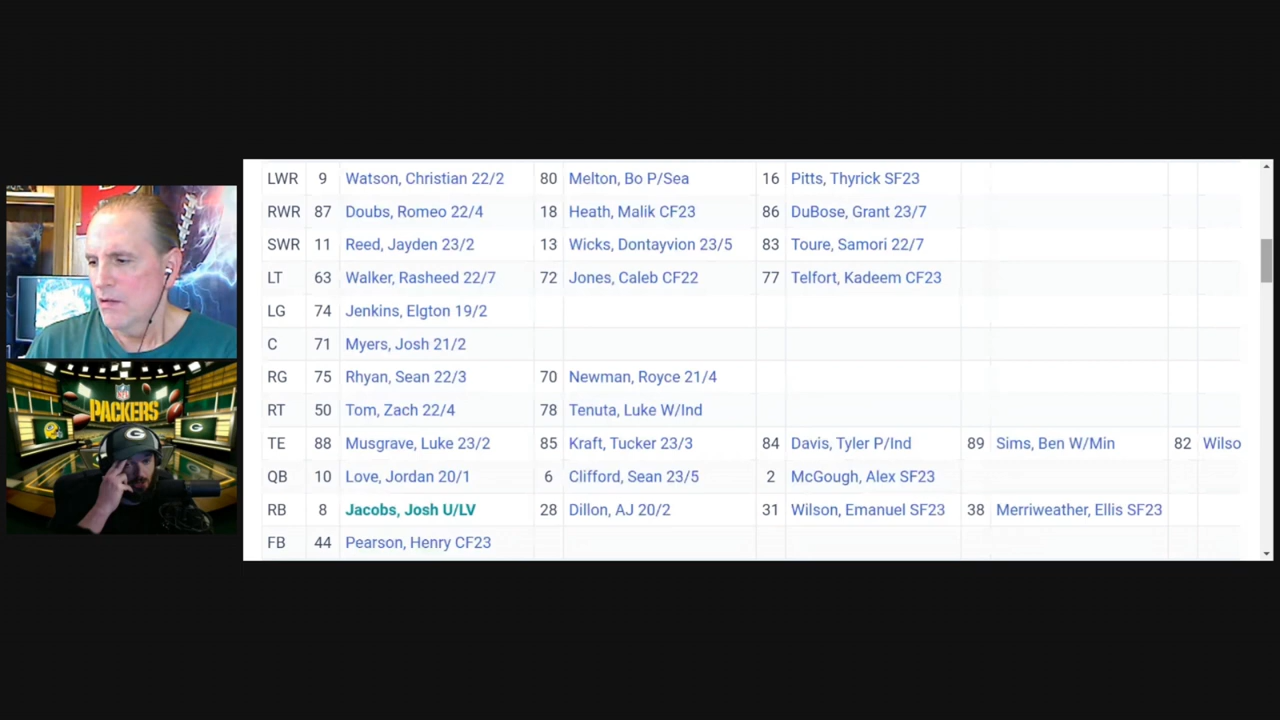 LWR 9 Watson, Christian 22/2 80 Melton, Bo P/Sea 16 Pitts, Thyrick SF23
RWR 87 Doubs, Romeo 22/4 18 Heath, Malik CF23 86 DuBose, Grant 23/7
SWR 11 Reed, Jayden 23/2 13 Wicks, Dontayvion 23/5 83 Toure, Samori 22/7
LT 63 Walker, Rasheed 22/7 72 Jones, Caleb CF22 77 Telfort, Kadeem CF23
LG 74 Jenkins, Elgton 19/2
C 71 Myers, Josh 21/2
RG 75 Rhyan, Sean 22/3 70 Newman, Royce 21/4
RT 50 Tom, Zach 22/4 78 Tenuta, Luke W/Ind
TE 88 Musgrave, Luke 23/2 85 Kraft, Tucker 23/3 84 Davis, Tyler P/Ind 89 Sims, Ben W/Min 82 Wilso
QB 10 Love, Jordan 20/1 6 Clifford, Sean 23/5 2 McGough, Alex SF23
RB 8 Jacobs, Josh U/LV 28 Dillon, AJ 20/2 31 Wilson, Emanuel SF23 38 Merriweather, Ellis SF23
FB 44 Pearson, Henry CF23
NFL
PACKERS
G
G